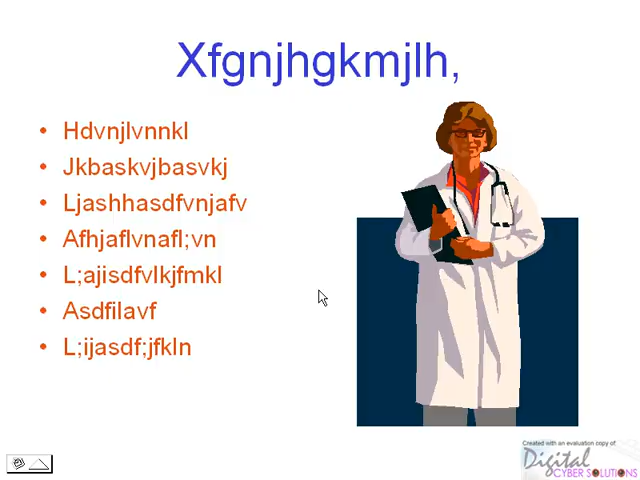 Xfgnjhgkmjlh,
Hdvnjlvnnkl
Jkbaskvjbasvkj
Ljashhasdfvnjafv
Afhjaflvnafl;vn
L;ajisdfvlkjfmkl
Asdfilavf
L;ijasdf;jfkln
Created with an evaluation copy of
Digital
CYBER SOLUTIONS